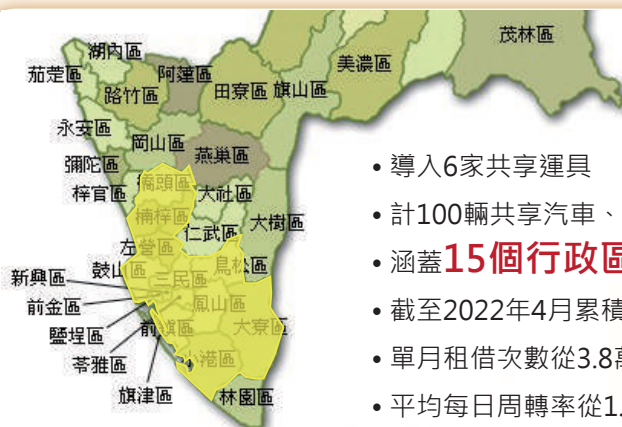 茂林區
湖內區
美濃區
茄萣區
阿蓮區
路竹區
田寮區
旗山區
永安區
岡山區
燕巢區
彌陀區
橋頭區
梓官區
大社區
楠梓區
大樹區
仁武區
左營區
鼓山區
鳥松區
三民區
新興區
前金區
鳳山區
鹽埕區
前鎮區
大寮區
苓雅區
小港區
旗津區
林園區
• 導入6家共享運具
• 計100輛共享汽車、
• 涵蓋15個行政區
• 截至2022年4月累積
• 單月租借次數從3.8萬
• 平均每日周轉率從1.